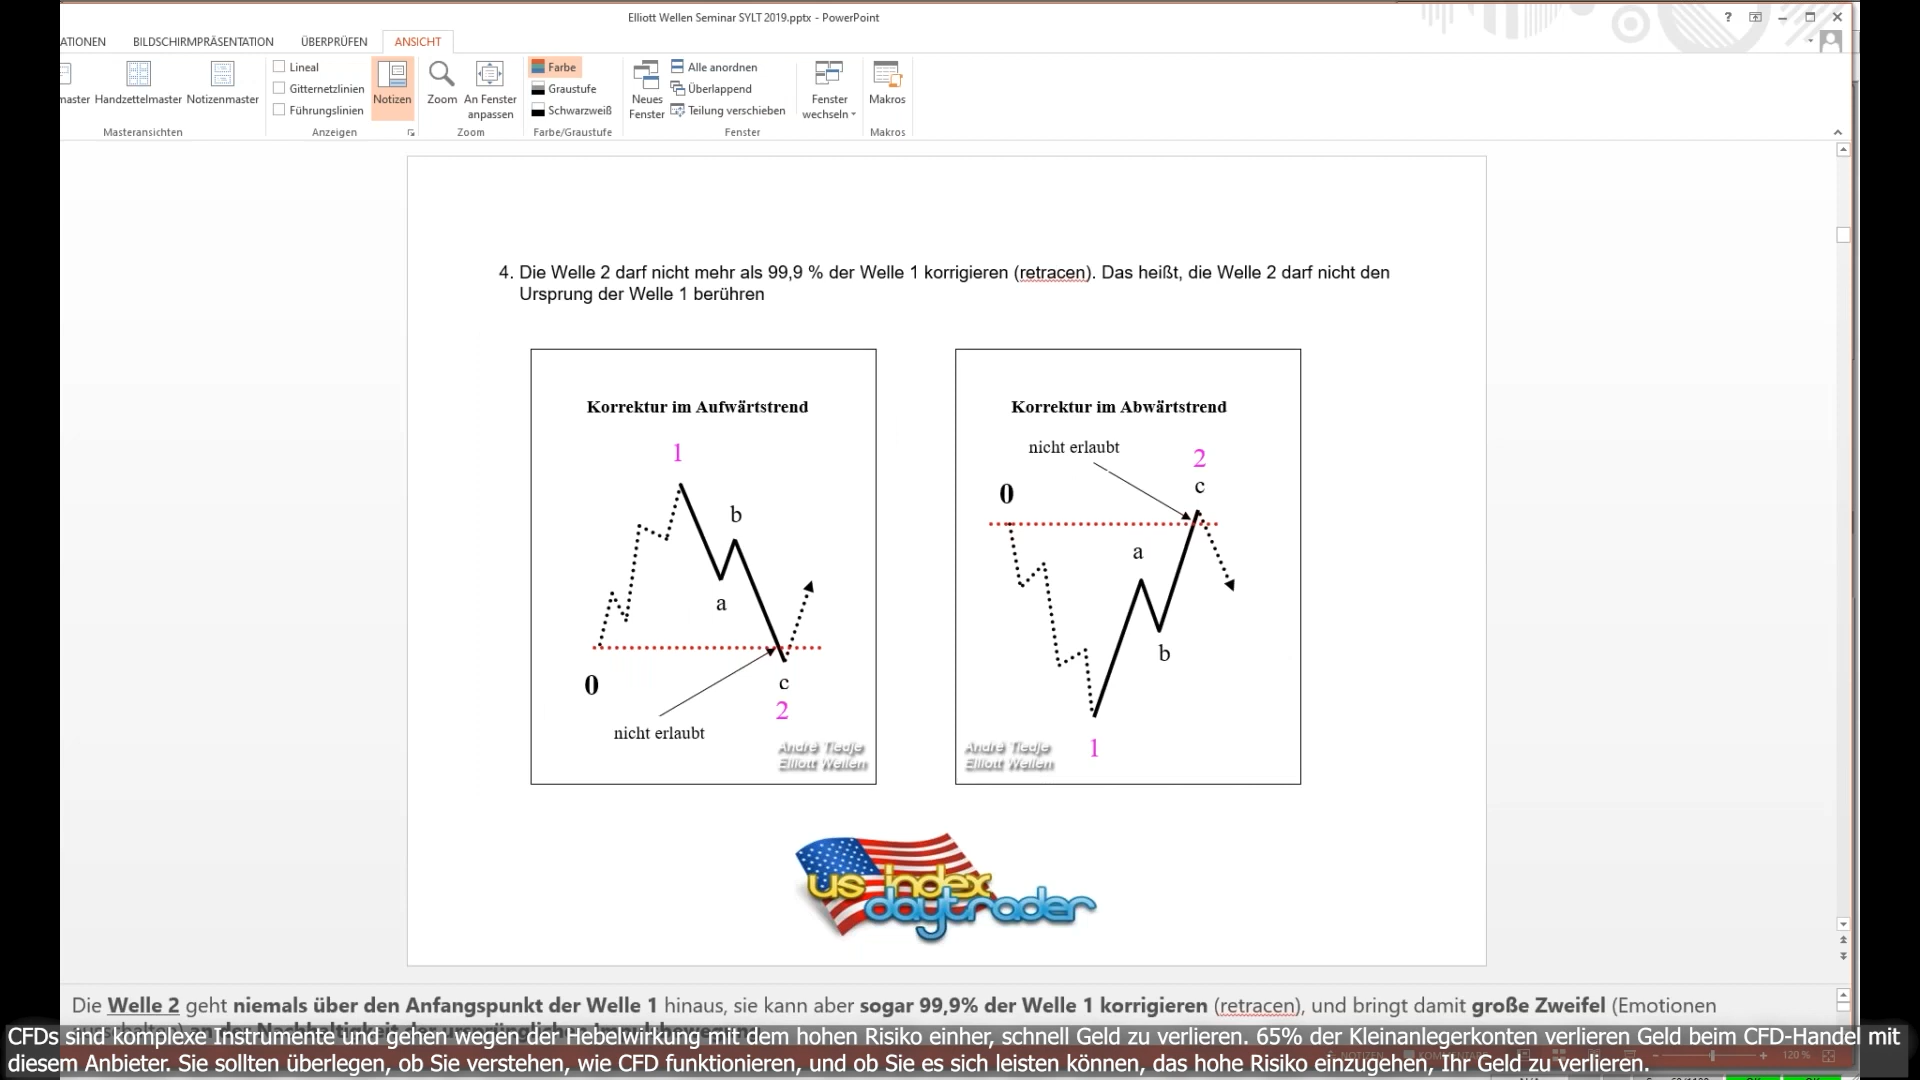 Elliott Wellen Seminar SYLT 2019.pptx - PowerPoint
?
ATIONEN BILDSCHIRMPRÄSENTATION ÜBERPRÜFEN ANSICHT
master Handzettelmaster Notizenmaster
Masteransichten
Lineal
Gitternetzlinien
Führungslinien
Anzeigen
Notizen
Zoom An Fenster anpassen
Zoom
Farbe
Graustufe
Schwarzweiß
Farbe/Graustufe
Neues Fenster
Alle anordnen
Überlappend
Teilung verschieben
Fenster
Fenster wechseln
Makros
Makros
4. Die Welle 2 darf nicht mehr als 99,9 % der Welle 1 korrigieren (retracen). Das heißt, die Welle 2 darf nicht den
Ursprung der Welle 1 berühren
Korrektur im Aufwärtstrend
1
b
a
0
c
2
nicht erlaubt
André Tiedje
Elliott Wellen
Korrektur im Abwärtstrend
nicht erlaubt
2
c
0
a
b
1
André Tiedje
Elliott Wellen
us index
daytrader
Die Welle 2 geht niemals über den Anfangspunkt der Welle 1 hinaus, sie kann aber sogar 99,9% der Welle 1 korrigieren (retracen), und bringt damit große Zweifel (Emotionen
CFDs sind komplexe Instrumente und gehen wegen der Hebelwirkung mit dem hohen Risiko einher, schnell Geld zu verlieren. 65% der Kleinanlegerkonten verlieren Geld beim CFD-Handel mit
diesem Anbieter. Sie sollten überlegen, ob Sie verstehen, wie CFD funktionieren, und ob Sie es sich leisten können, das hohe Risiko einzugehen, Ihr Geld zu verlieren.
120 %